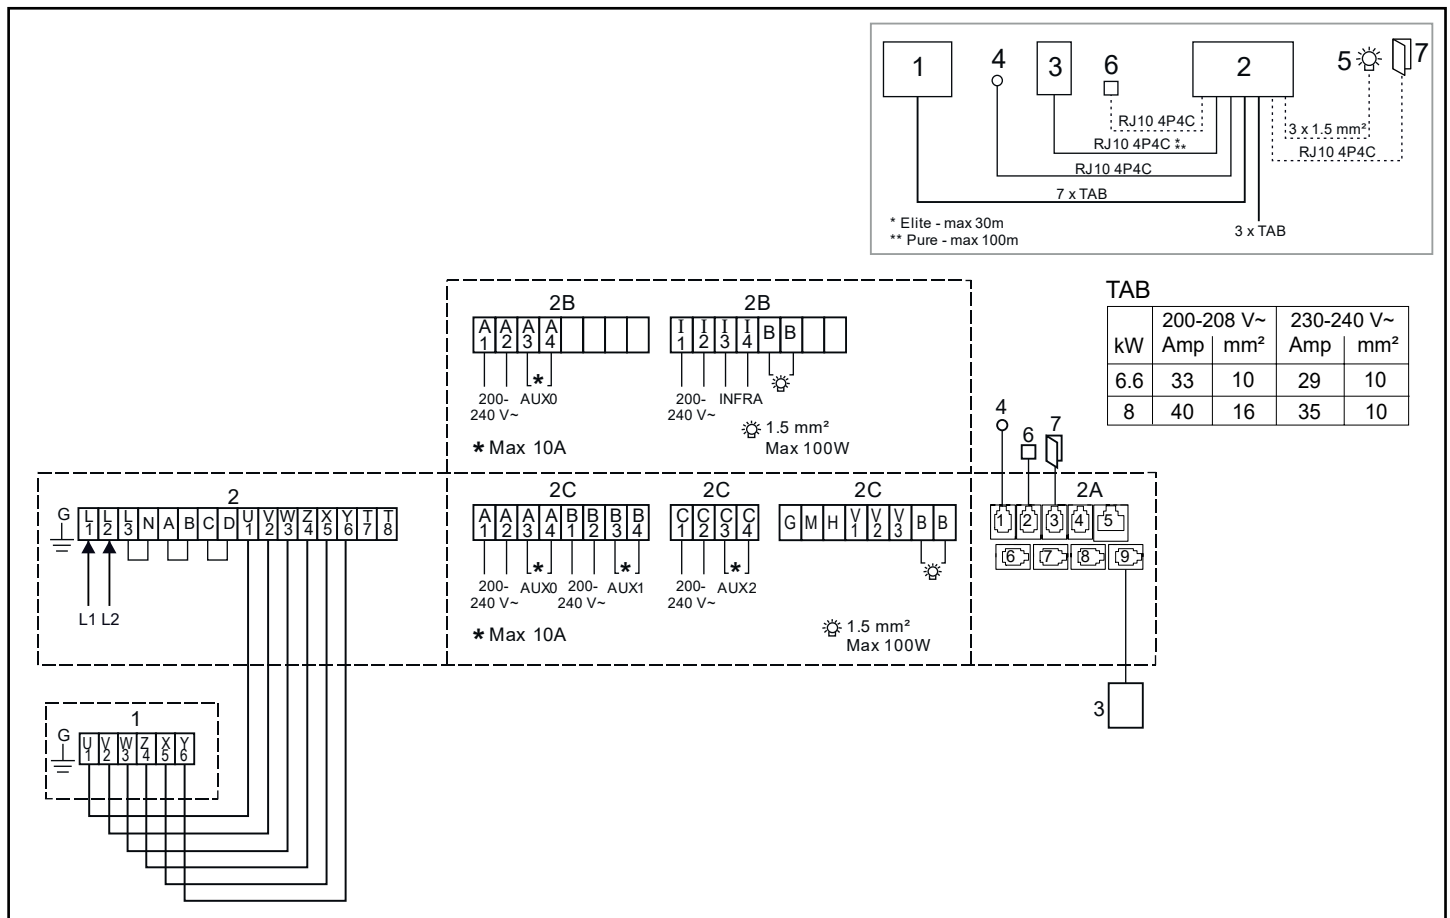 1
4
3
6
2
5
7
RJ10 4P4C
3 x 1.5 mm²
RJ10 4P4C * **
RJ10 4P4C
RJ10 4P4C
7 x TAB
* Elite - max 30m
** Pure - max 100m
3 x TAB
TAB
kW 200-208 V~ 230-240 V~
Amp mm² Amp mm²
6.6 33 10 29 10
8 40 16 35 10
2B
A1 A2 A3 A4
* 
200-240 V~ AUX0
* Max 10A
2B
I1 I2 I3 I4 B B
200-240 V~ INFRA
1.5 mm²
Max 100W
2
G L1 L2 L3 N A B C D U1 V2 W3 Z4 X5 Y6 T7 T8
L1 L2
2C
A1 A2 A3 A4 B1 B2 B3 B4
* *
200-240 V~ AUX0 200-240 V~ AUX1
* Max 10A
2C
C1 C2 C3 C4
*
200-240 V~ AUX2
2C
G M H V1 V2 V3 B B
1.5 mm²
Max 100W
4
6
7
2A
1 2 3 4 5
6 7 8 9
3
1
G U1 V2 W3 Z4 X5 Y6